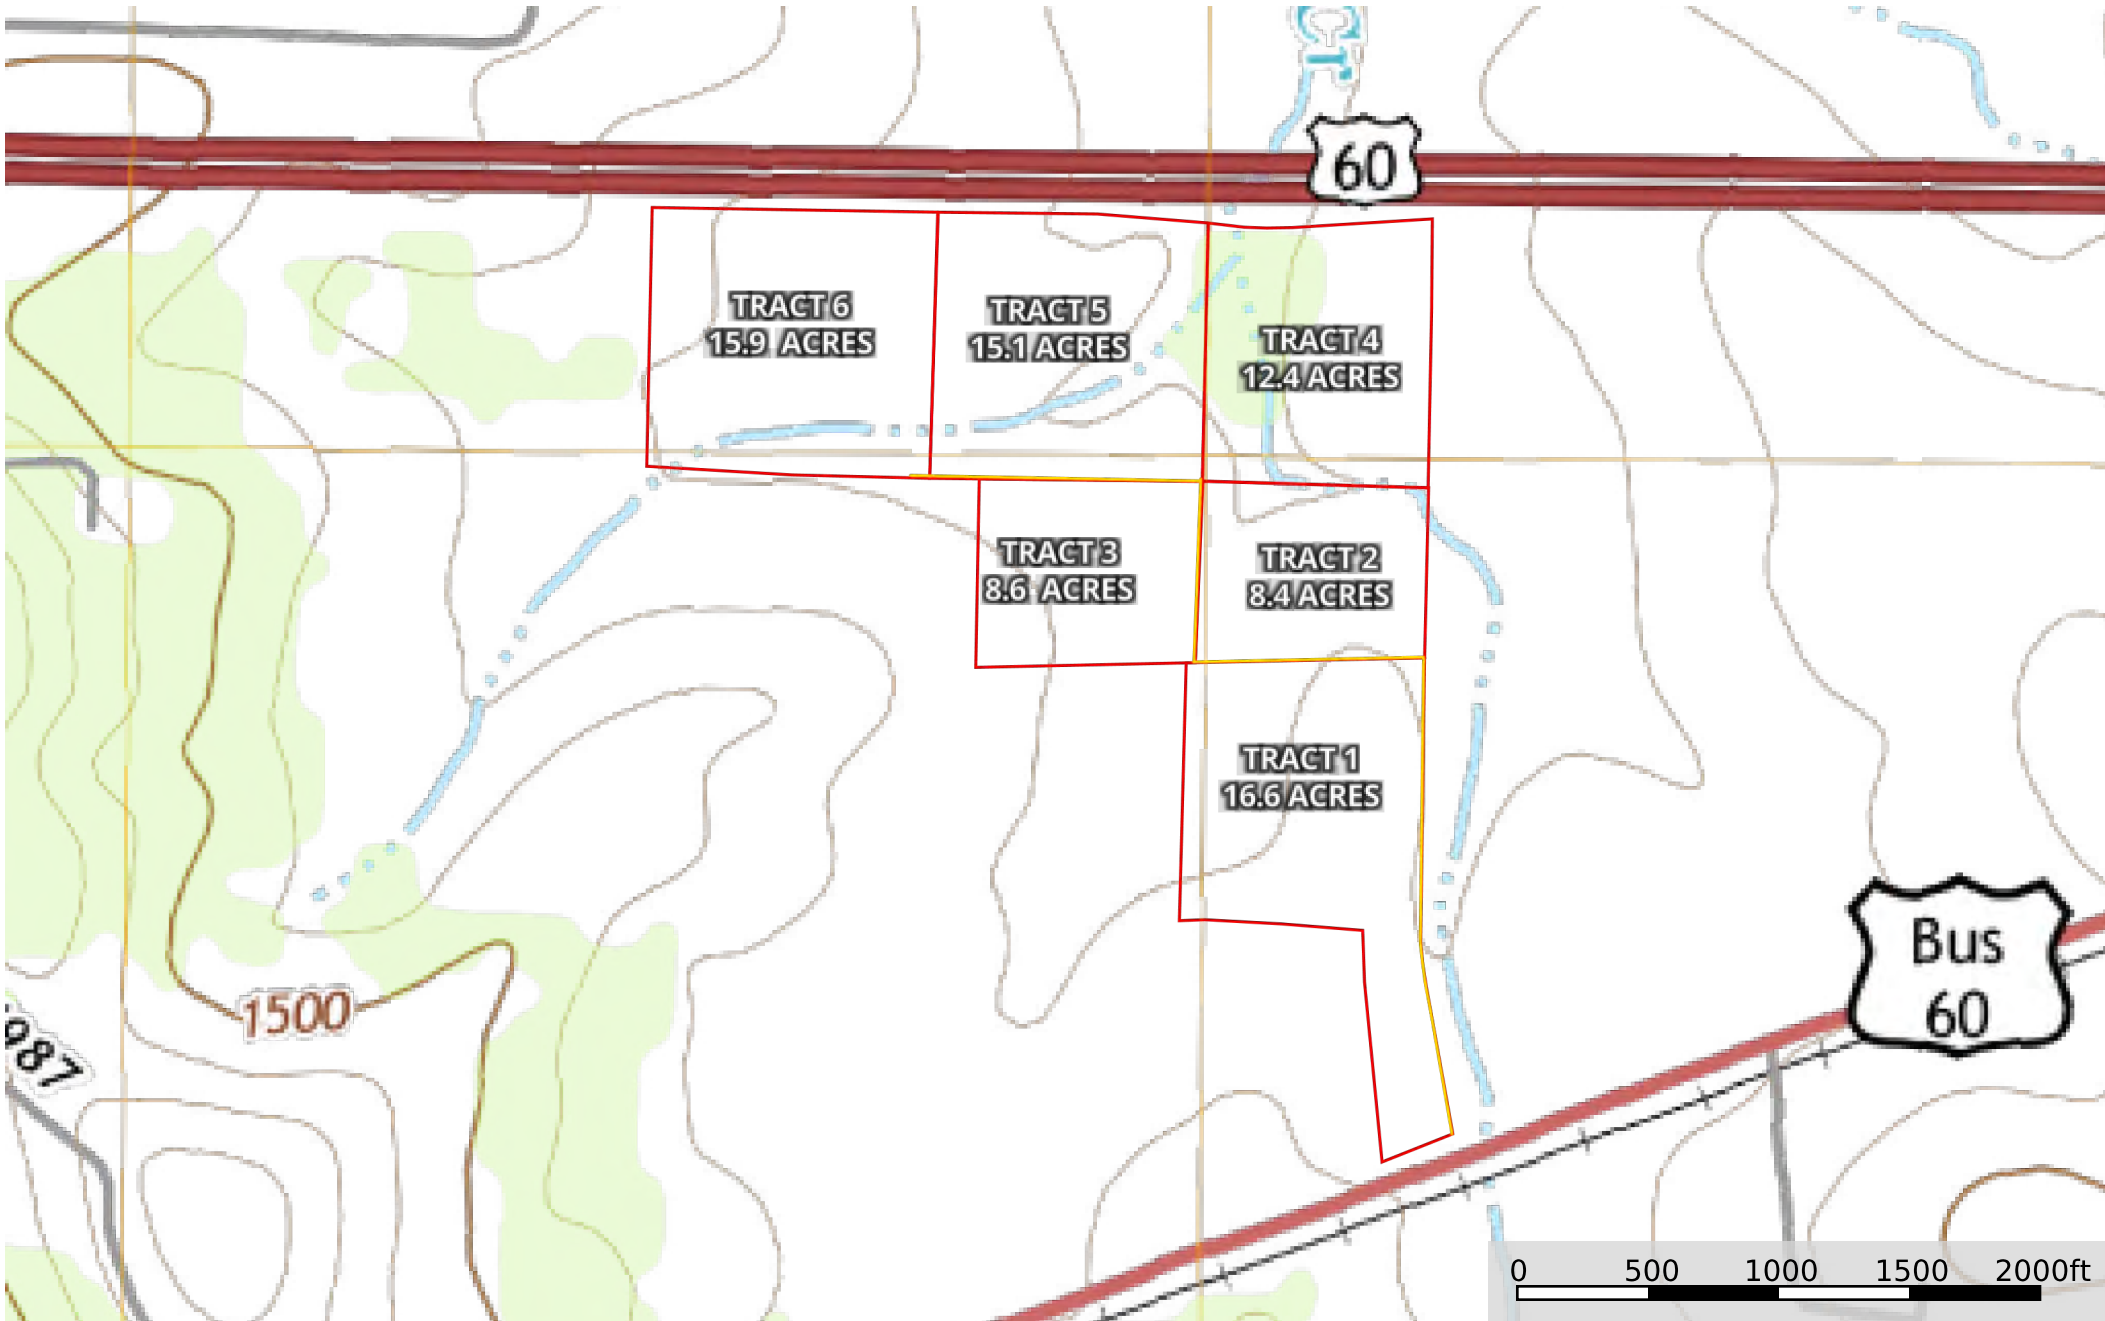 Cr
60
TRACT 6
15.9 ACRES
TRACT 5
15.1 ACRES
TRACT 4
12.4 ACRES
TRACT 3
8.6 ACRES
TRACT 2
8.4 ACRES
TRACT 1
16.6 ACRES
1500
Bus
60
0 500 1000 1500 2000ft